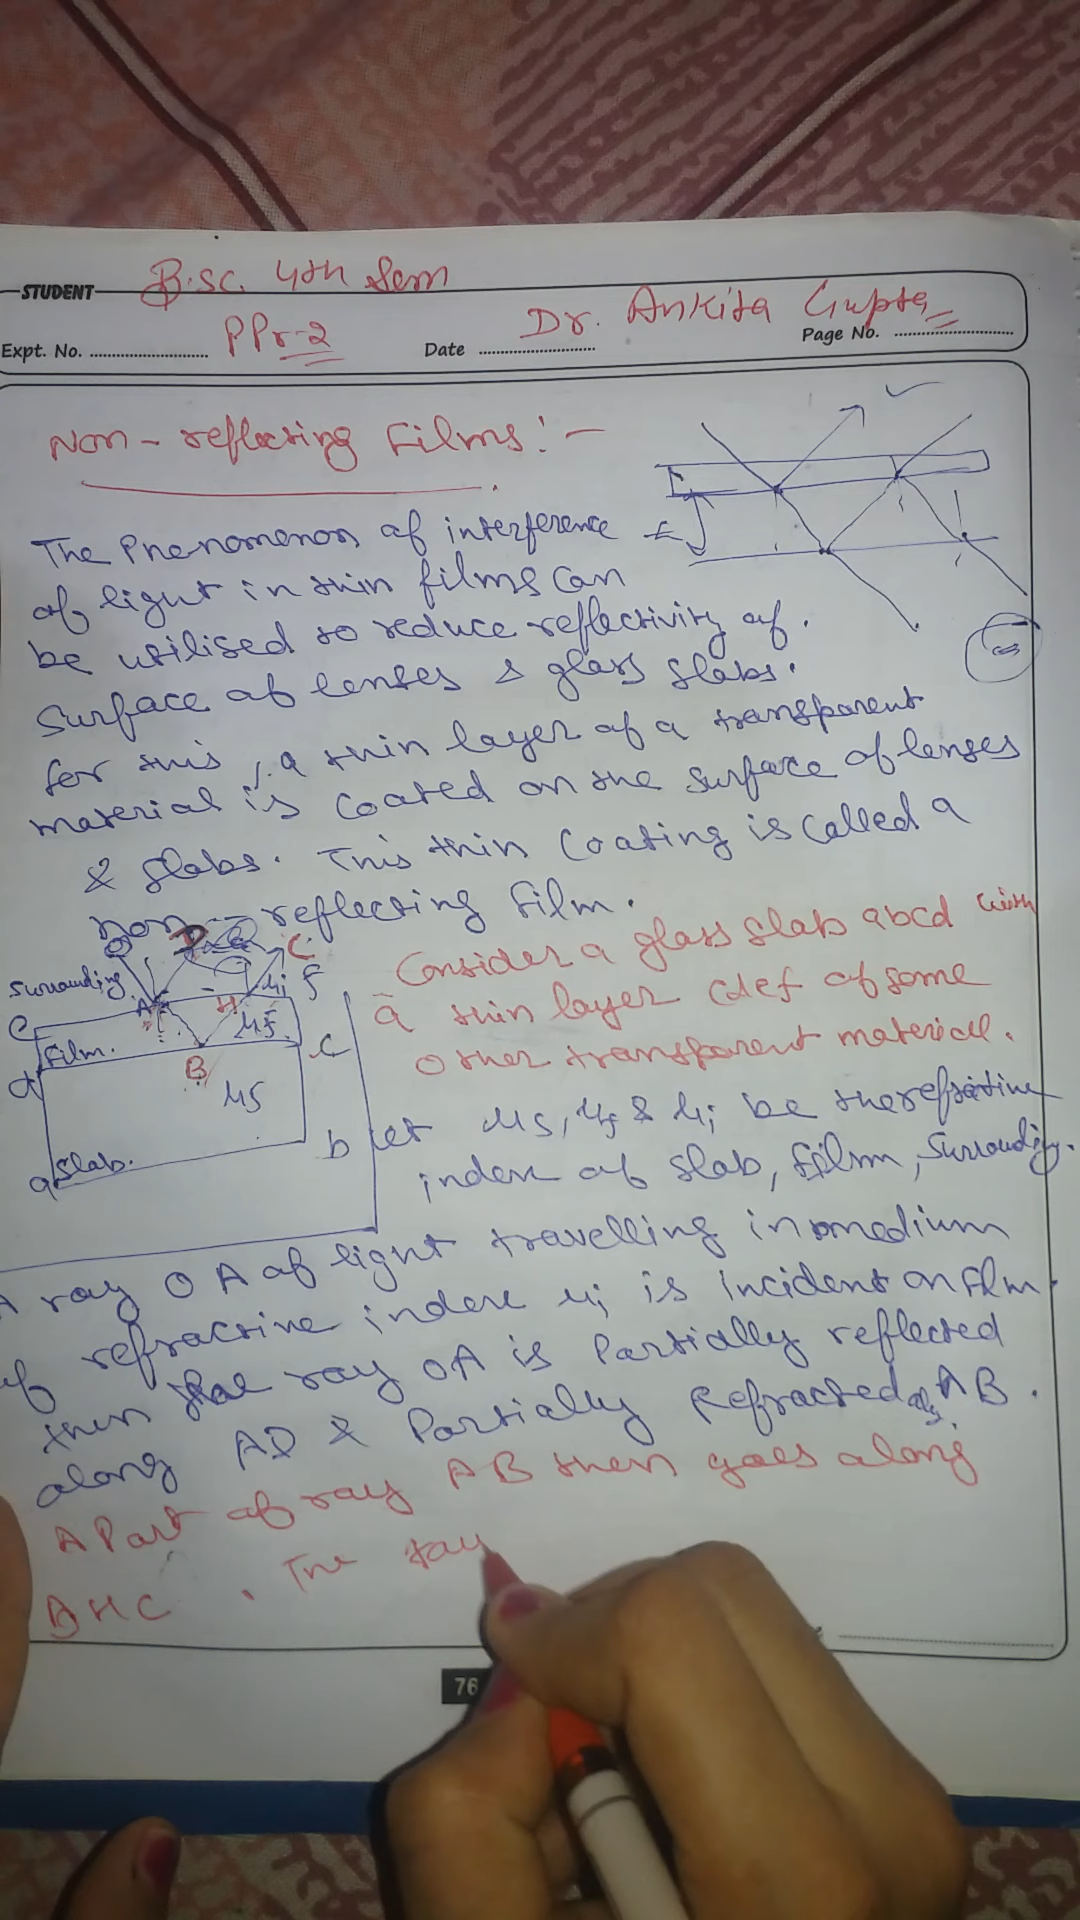 STUDENT B.sc. 4th Sem
Expt. No. PPr-2 Date Dr. Ankita Gupta Page No.
Non-reflecting Films:-
The Phenomenon of interference
of light in thin films can
be utilised to reduce reflectivity of
surface of lenses & glass slabs.
for this, a thin layer of a transparent
material is coated on the surface of lenses
& slabs. This thin coating is called a
non-reflecting film.
Consider a glass slab abcd with
a thin layer cdef of some
other transparent material.
Surrounding
O D C
A H μi f
e film. μf
d B c
μs
a slab. b
let μs, μf & μi be the refractive
index of slab, film, Surrounding.
A ray OA of light travelling in medium
of refractive index μi is incident on film.
then the ray OA is Partially reflected
along AD & Partially Refracted as AB.
A Part of ray AB then goes along
BHC. The ray
76